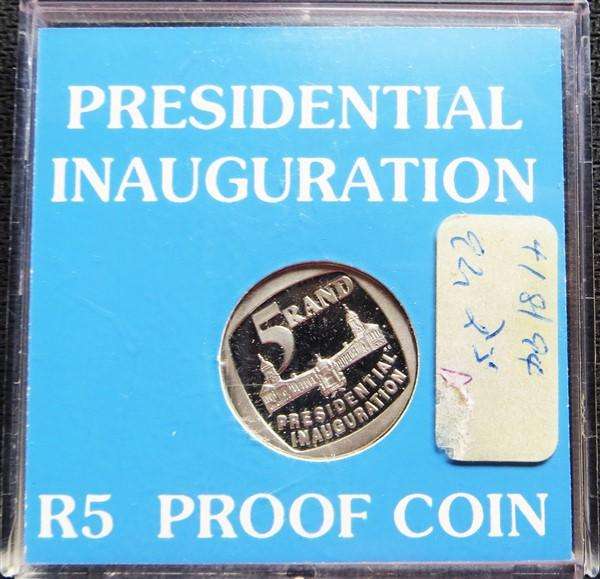 PRESIDENTIAL
INAUGURATION
5 RAND
PRESIDENTIAL
INAUGURATION
R5 PROOF COIN